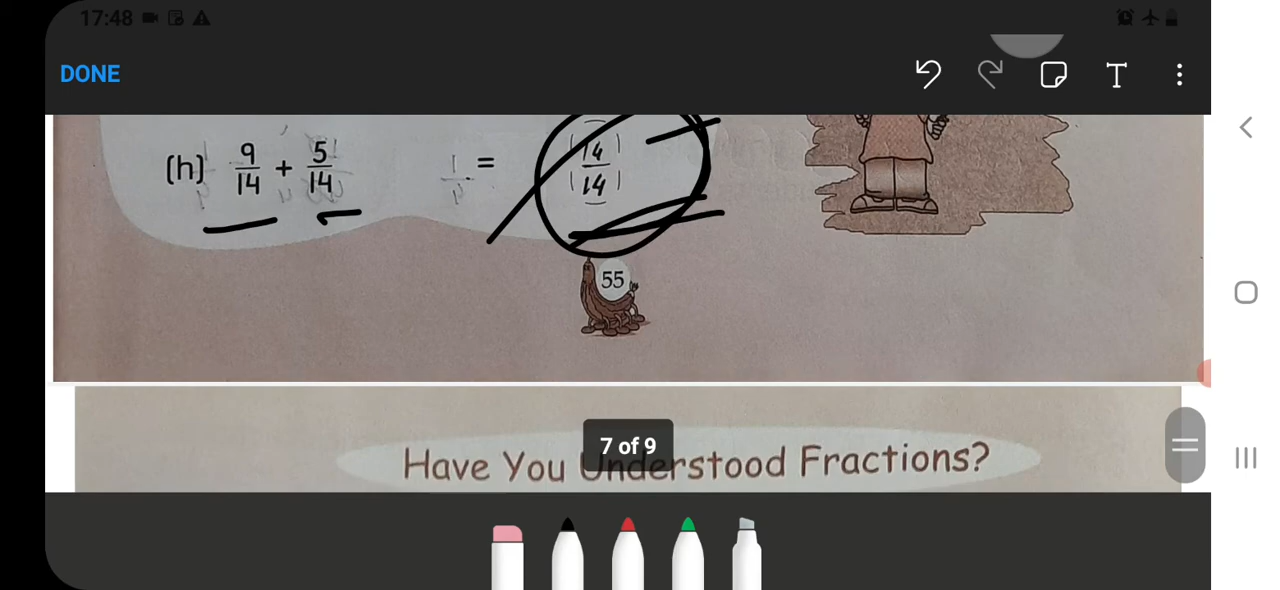 17:48
DONE
T
(h) 9/14 + 5/14 = 14/14
55
7 of 9
Have You Understood Fractions?